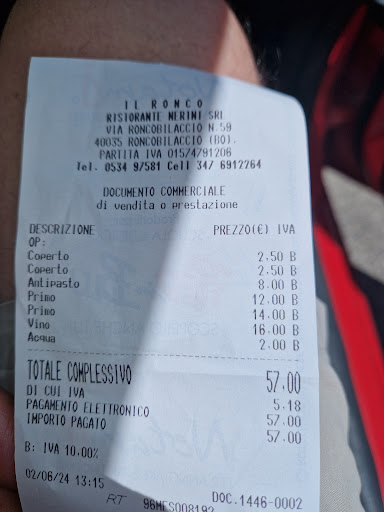 IL RONCO
RISTORANTE NERINI SRL
VIA RONCOBILACCIO N.59
40035 RONCOBILACCIO (BO).
PARTITA IVA 01574791206
Tel. 0534 97581 Cell 347 6912264
DOCUMENTO COMMERCIALE
di vendita o prestazione
DESCRIZIONE PREZZO(€) IVA
OP:
Coperto 2.50 B
Coperto 2.50 B
Antipasto 8.00 B
Primo 12.00 B
Primo 14.00 B
Vino 16.00 B
Acqua 2.00 B
TOTALE COMPLESSIVO 57.00
DI CUI IVA 5.18
PAGAMENTO ELETTRONICO 57.00
IMPORTO PAGATO 57.00
B: IVA 10.00%
02/06/24 13:15 DOC.1446-0002
RT